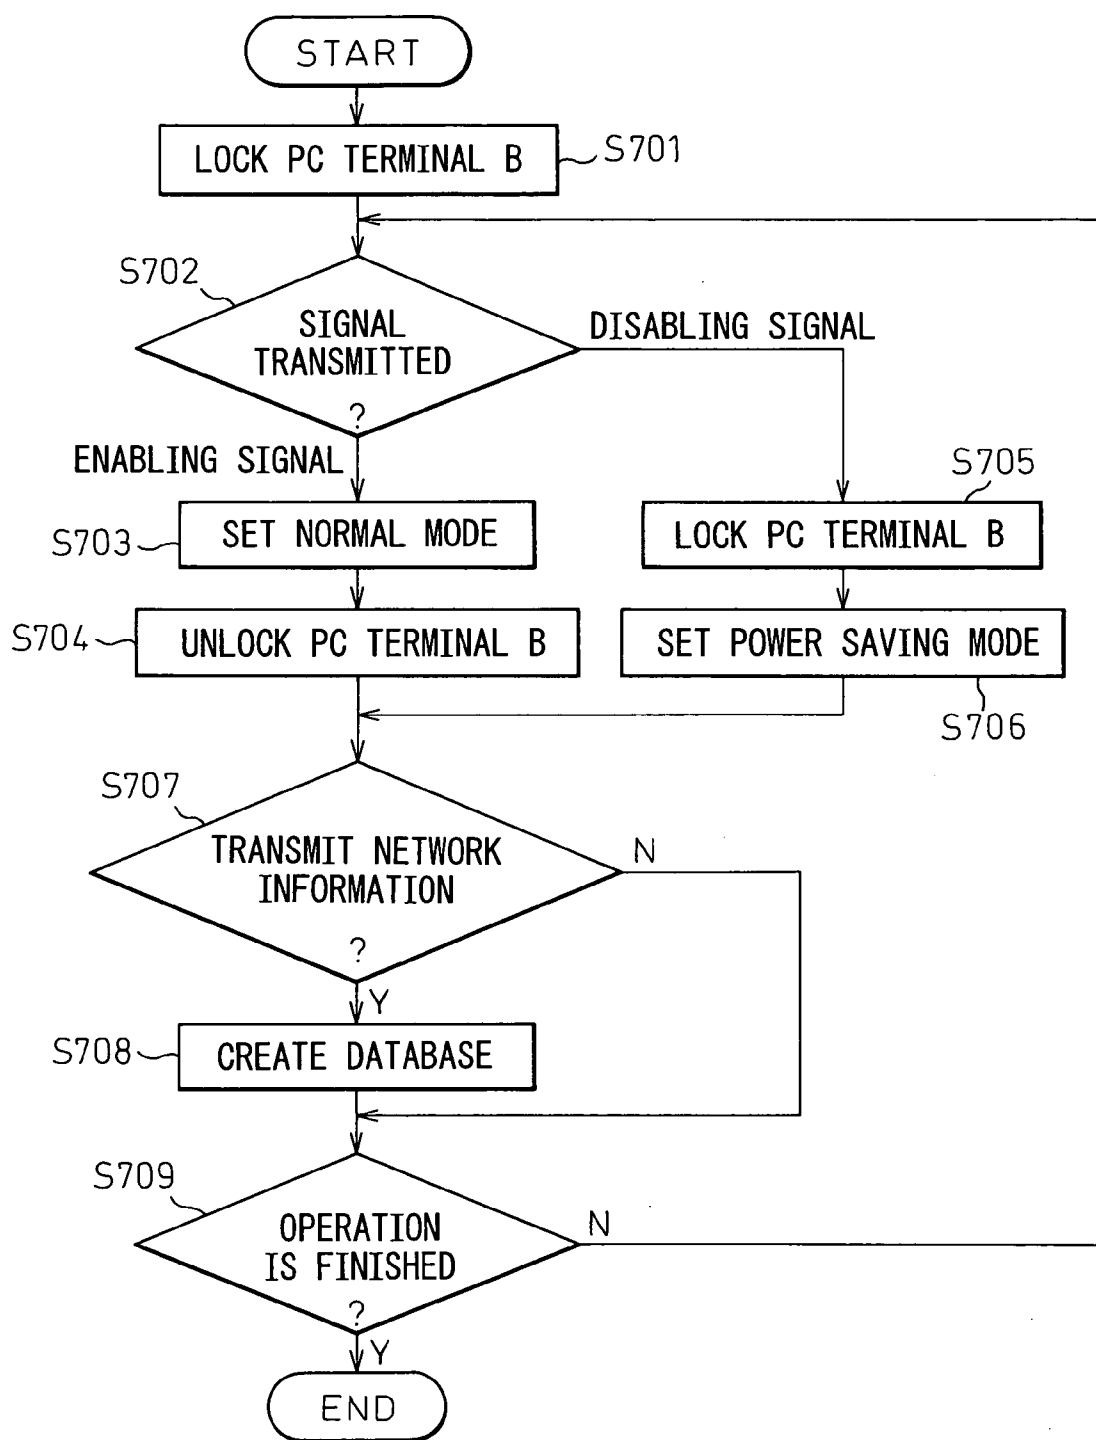 START
LOCK PC TERMINAL B
S701
S702
SIGNAL
TRANSMITTED
?
DISABLING SIGNAL
ENABLING SIGNAL
S703
SET NORMAL MODE
S705
LOCK PC TERMINAL B
S704
UNLOCK PC TERMINAL B
SET POWER SAVING MODE
S706
S707
TRANSMIT NETWORK
INFORMATION
?
N
Y
S708
CREATE DATABASE
S709
OPERATION
IS FINISHED
?
N
Y
END